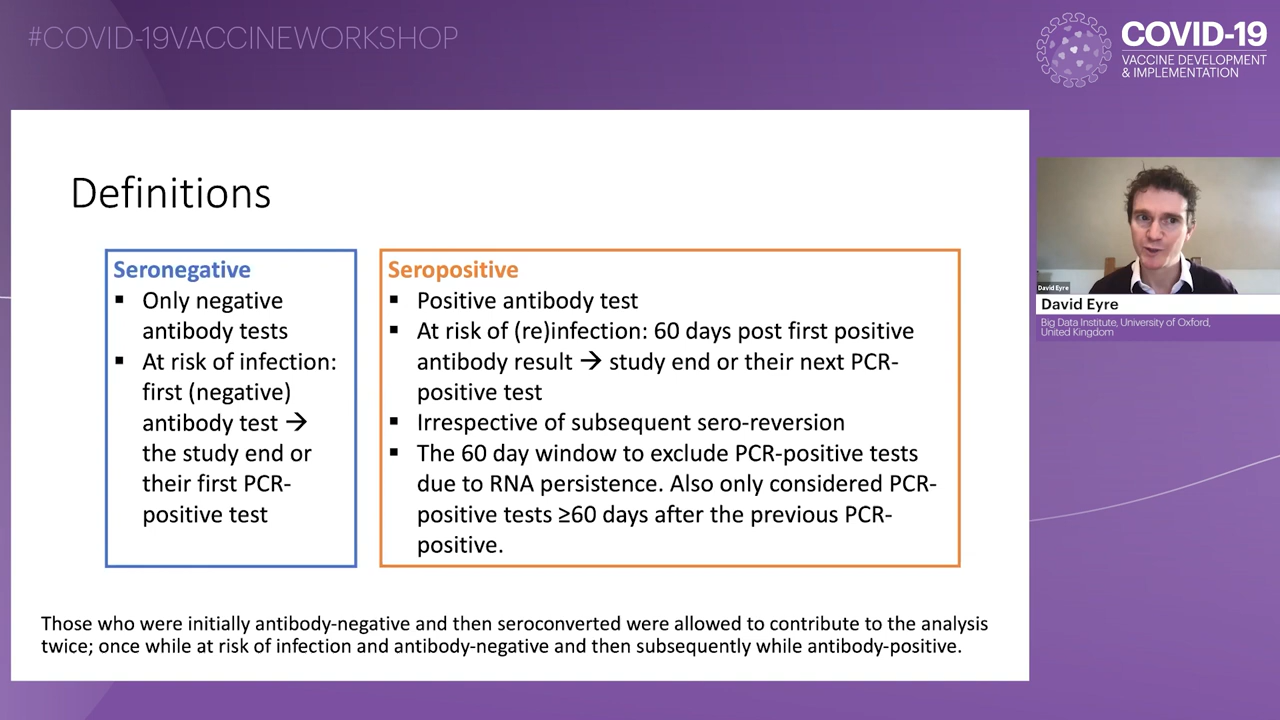 #COVID-19VACCINEWORKSHOP
COVID-19
VACCINE DEVELOPMENT
& IMPLEMENTATION
Definitions
Seronegative
▪ Only negative
antibody tests
▪ At risk of infection:
first (negative)
antibody test →
the study end or
their first PCR-
positive test
Seropositive
▪ Positive antibody test
▪ At risk of (re)infection: 60 days post first positive
antibody result → study end or their next PCR-
positive test
▪ Irrespective of subsequent sero-reversion
▪ The 60 day window to exclude PCR-positive tests
due to RNA persistence. Also only considered PCR-
positive tests ≥60 days after the previous PCR-
positive.
Those who were initially antibody-negative and then seroconverted were allowed to contribute to the analysis
twice; once while at risk of infection and antibody-negative and then subsequently while antibody-positive.
David Eyre
David Eyre
Big Data Institute, University of Oxford,
United Kingdom